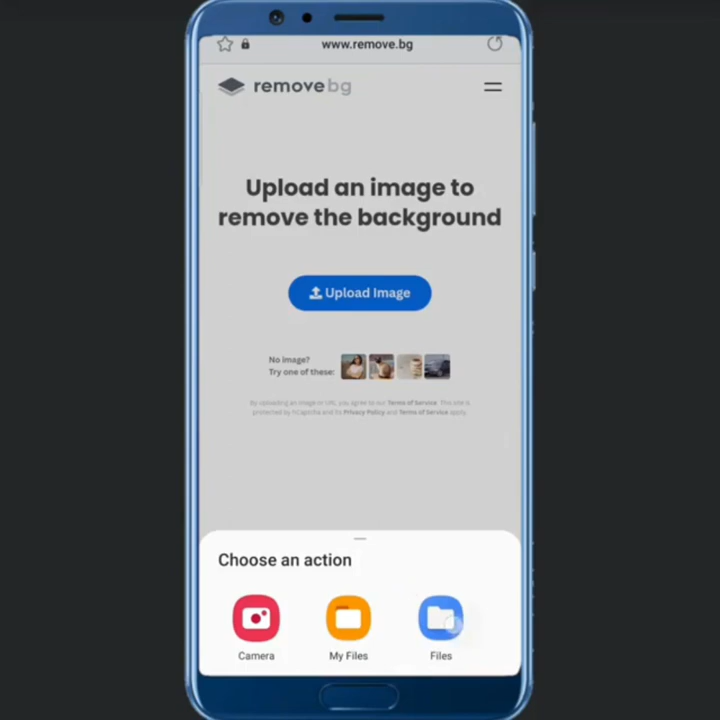 www.remove.bg
removebg
Upload an image to
remove the background
Upload Image
No image?
Try one of these:
By uploading an image or URL you agree to our Terms of Service. This site is
protected by hCaptcha and its Privacy Policy and Terms of Service apply.
Choose an action
Camera
My Files
Files